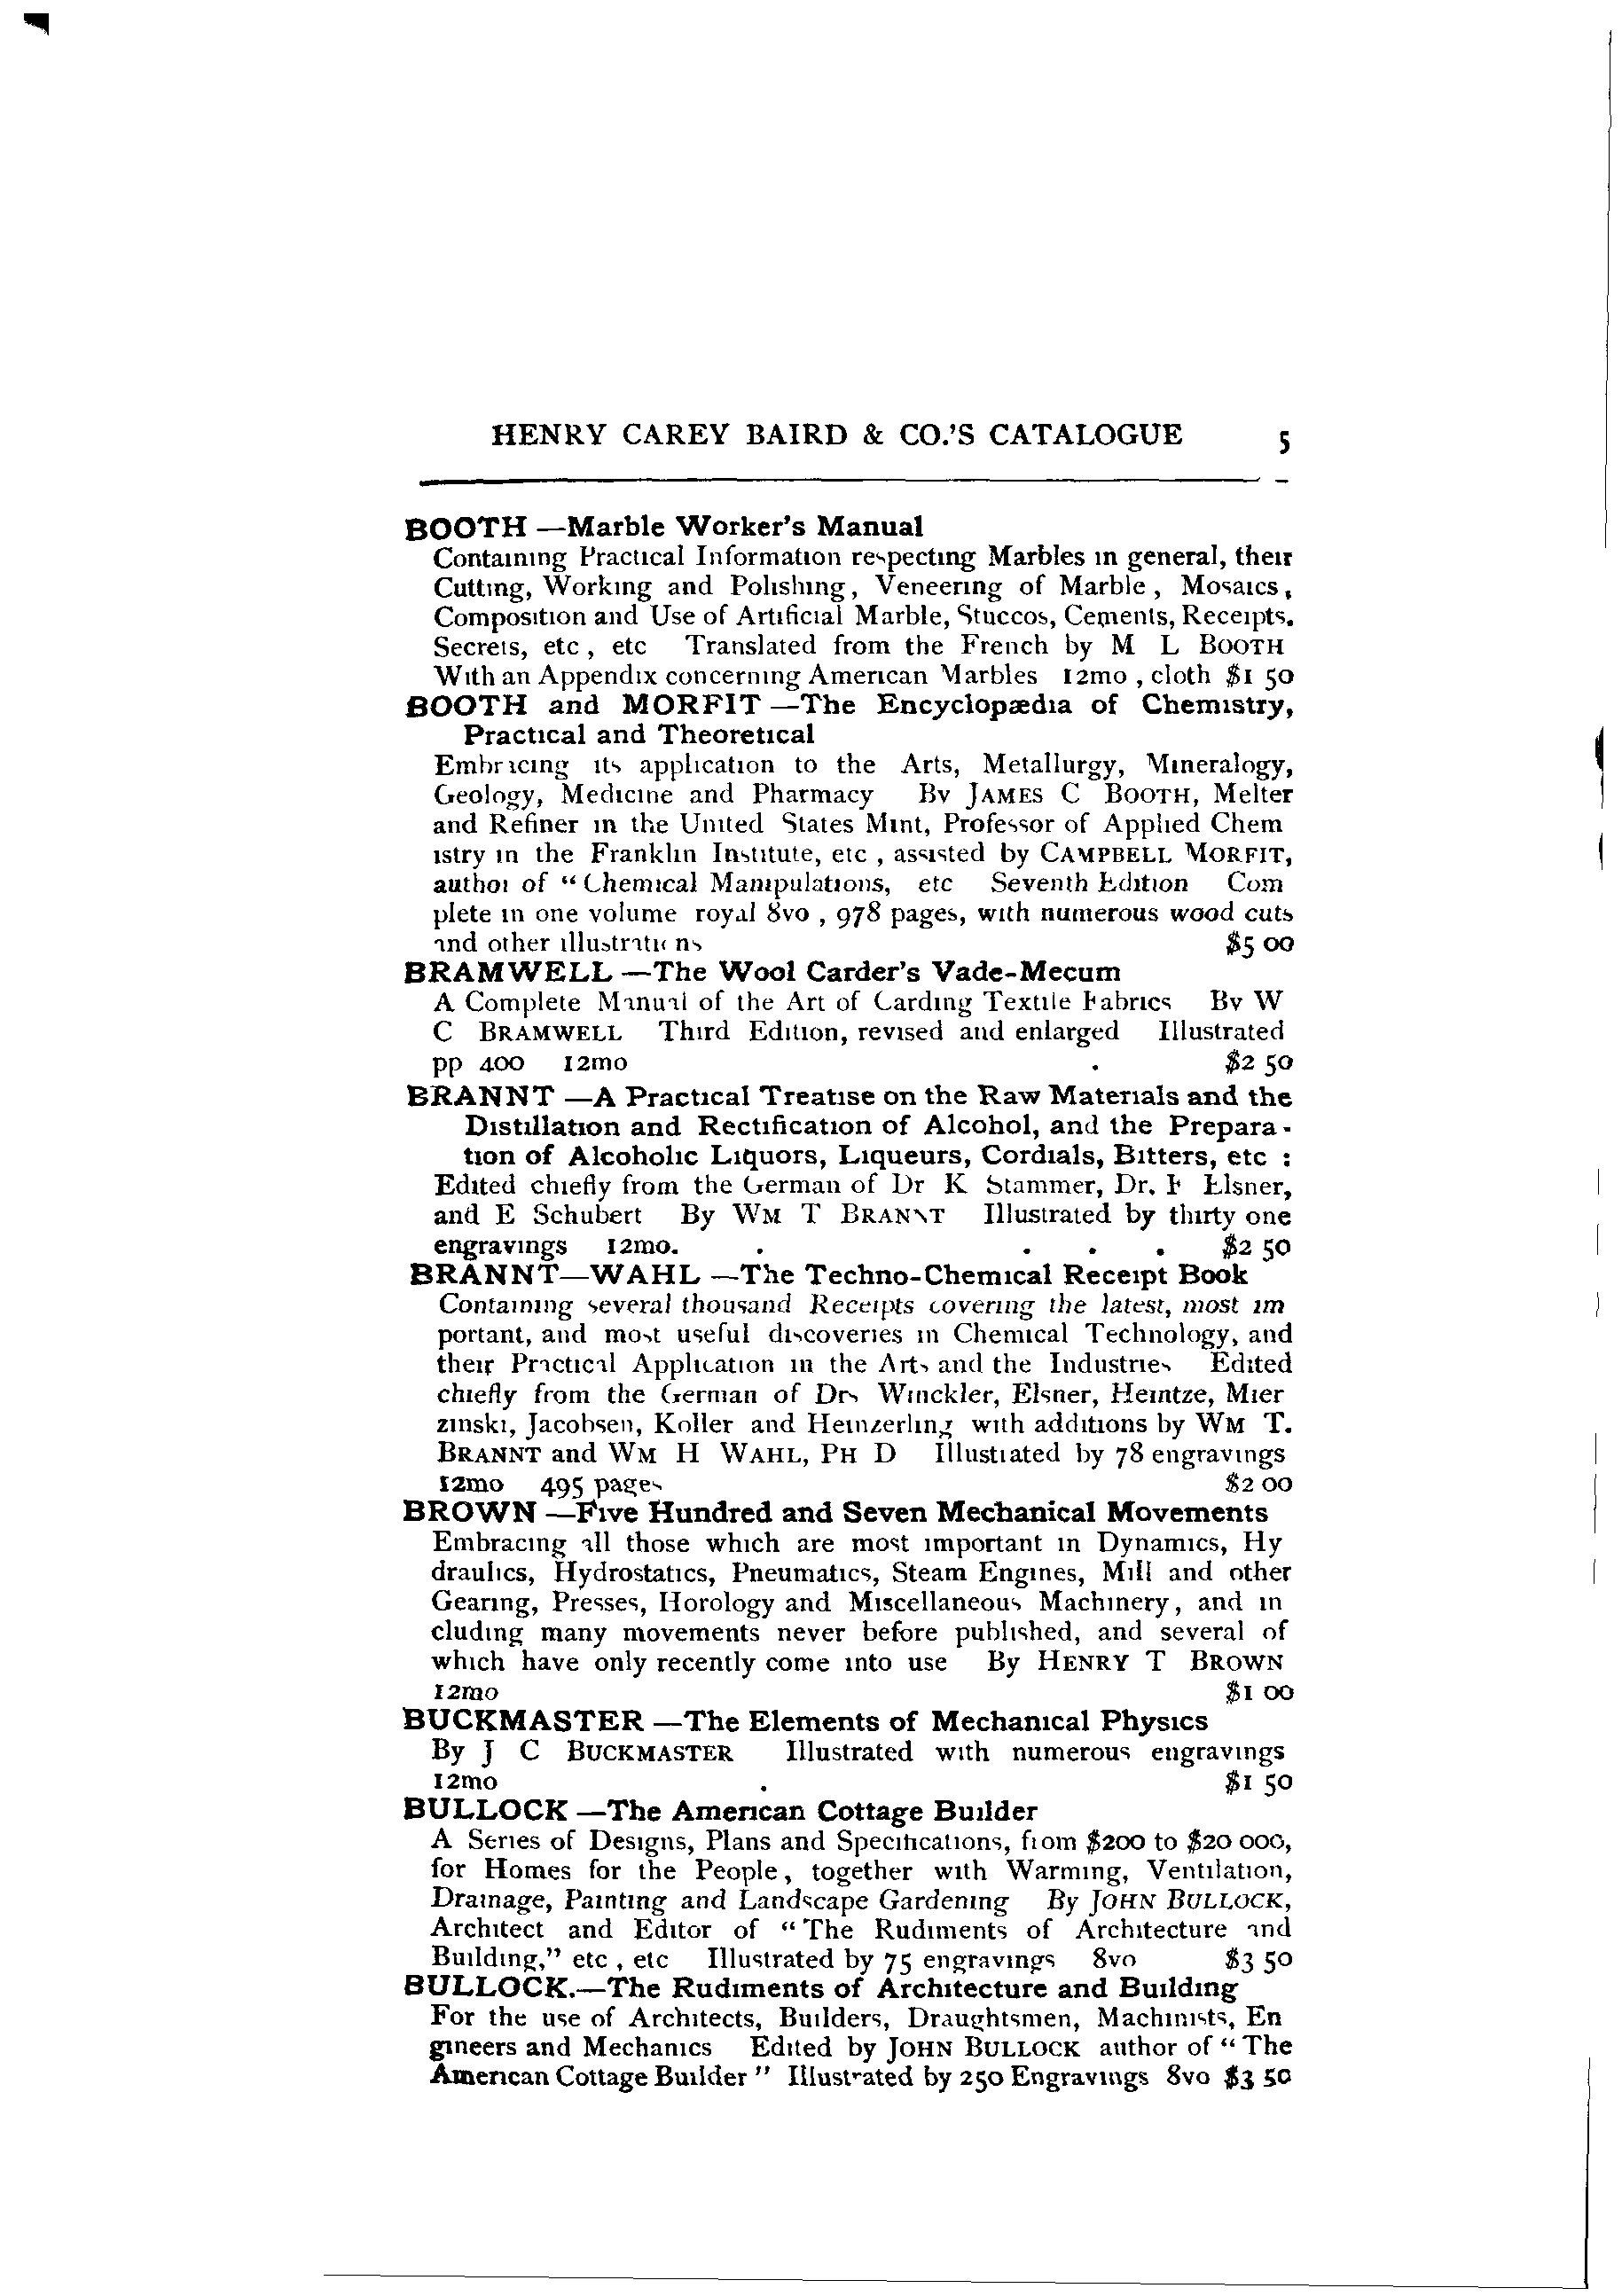 HENRY CAREY BAIRD & CO.'S CATALOGUE 5
BOOTH —Marble Worker's Manual
Containing Practical Information respecting Marbles in general, their
Cutting, Working and Polishing, Veneering of Marble, Mosaics,
Composition and Use of Artificial Marble, Stuccos, Cements, Receipts.
Secrets, etc, etc Translated from the French by M L BOOTH
With an Appendix concerning American Marbles 12mo, cloth $1 50
BOOTH and MORFIT —The Encyclopædia of Chemistry,
Practical and Theoretical
Embracing its application to the Arts, Metallurgy, Mineralogy,
Geology, Medicine and Pharmacy By JAMES C BOOTH, Melter
and Refiner in the United States Mint, Professor of Applied Chem
istry in the Franklin Institute, etc, assisted by CAMPBELL MORFIT,
author of "Chemical Manipulations, etc Seventh Edition Com
plete in one volume royal 8vo, 978 pages, with numerous wood cuts
and other illustrations $5 00
BRAMWELL —The Wool Carder's Vade-Mecum
A Complete Manual of the Art of Carding Textile Fabrics By W
C BRAMWELL Third Edition, revised and enlarged Illustrated
pp 400 12mo . $2 50
BRANNT —A Practical Treatise on the Raw Materials and the
Distillation and Rectification of Alcohol, and the Prepara-
tion of Alcoholic Liquors, Liqueurs, Cordials, Bitters, etc :
Edited chiefly from the German of Dr K Stammer, Dr. F Elsner,
and E Schubert By WM T BRANNT Illustrated by thirty one
engravings 12mo. . . . . $2 50
BRANNT—WAHL —The Techno-Chemical Receipt Book
Containing several thousand Receipts covering the latest, most im
portant, and most useful discoveries in Chemical Technology, and
their Practical Application in the Arts and the Industries Edited
chiefly from the German of Drs Winckler, Elsner, Heintze, Mier
zinski, Jacobsen, Koller and Heinzerling with additions by WM T.
BRANNT and WM H WAHL, PH D Illustrated by 78 engravings
12mo 495 pages $2 00
BROWN —Five Hundred and Seven Mechanical Movements
Embracing all those which are most important in Dynamics, Hy
draulics, Hydrostatics, Pneumatics, Steam Engines, Mill and other
Gearing, Presses, Horology and Miscellaneous Machinery, and in
cluding many movements never before published, and several of
which have only recently come into use By HENRY T BROWN
12mo $1 00
BUCKMASTER —The Elements of Mechanical Physics
By J C BUCKMASTER Illustrated with numerous engravings
12mo . $1 50
BULLOCK —The American Cottage Builder
A Series of Designs, Plans and Specifications, from $200 to $20 000,
for Homes for the People, together with Warming, Ventilation,
Drainage, Painting and Landscape Gardening By JOHN BULLOCK,
Architect and Editor of "The Rudiments of Architecture and
Building," etc, etc Illustrated by 75 engravings 8vo $3 50
BULLOCK.—The Rudiments of Architecture and Building
For the use of Architects, Builders, Draughtsmen, Machinists, En
gineers and Mechanics Edited by JOHN BULLOCK author of "The
American Cottage Builder" Illustrated by 250 Engravings 8vo $3 50